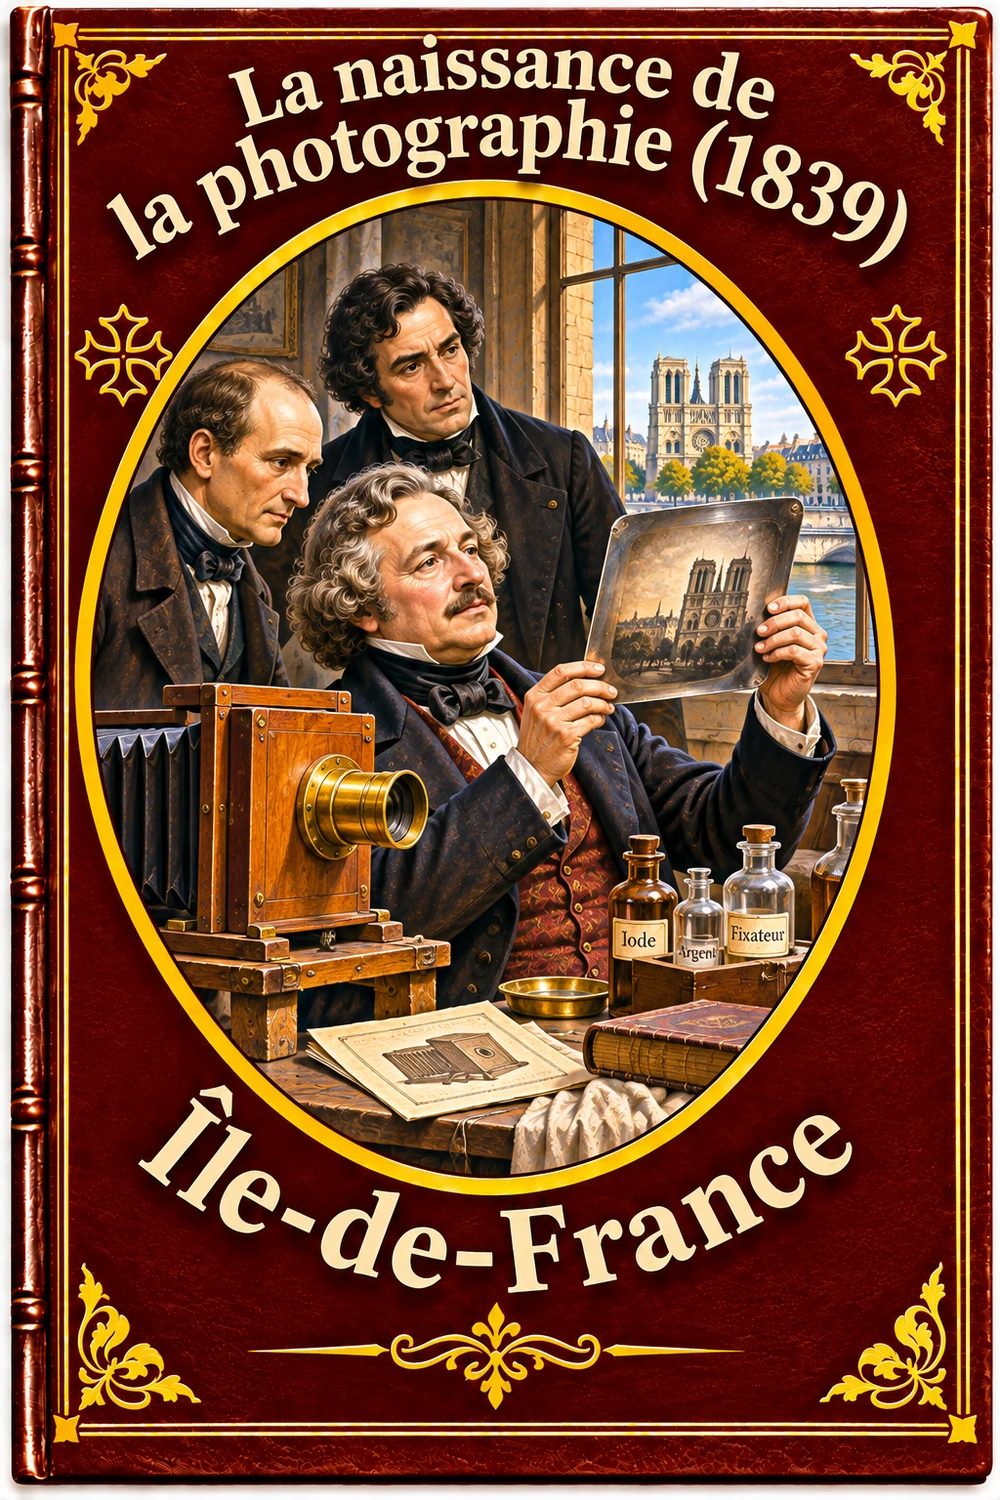 La naissance de
la photographie (1839)
Iode
Argent
Fixateur
Île-de-France